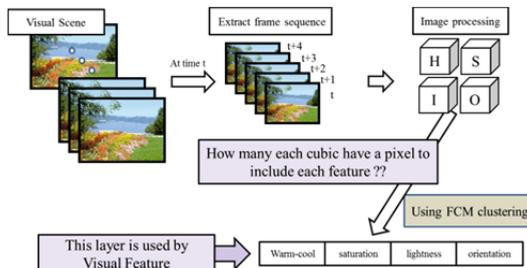 Visual Scene
Extract frame sequence
Image processing
At time t
t+4
t+3
t+2
t+1
t
H
S
I
O
How many each cubic have a pixel to
include each feature ??
Using FCM clustering
This layer is used by
Visual Feature
Warm-cool
saturation
lightness
orientation